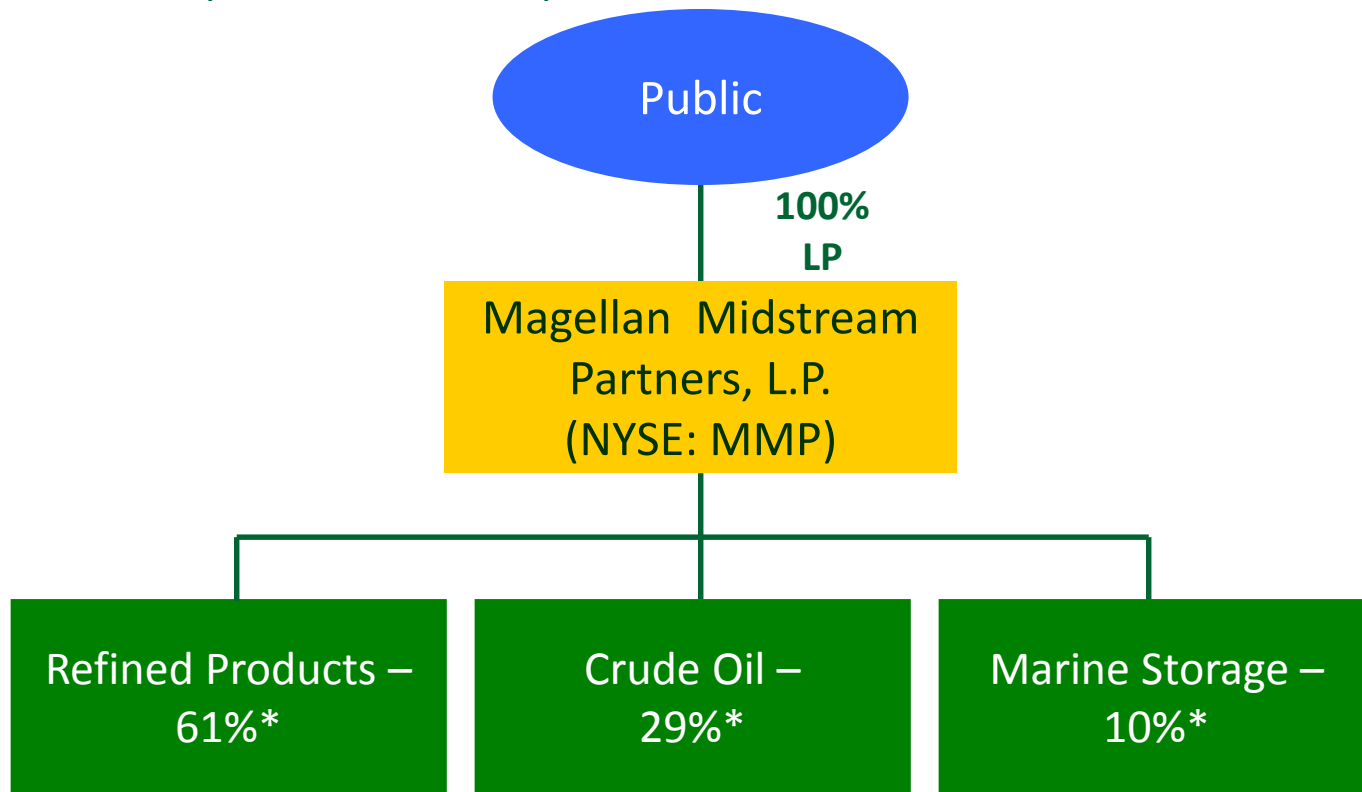 Public
100%
LP
Magellan Midstream
Partners, L.P.
(NYSE: MMP)
Refined Products –
61%*
Crude Oil –
29%*
Marine Storage –
10%*